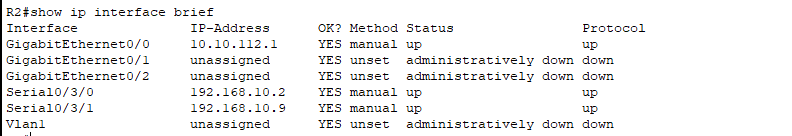 R2#show ip interface brief
Interface IP-Address OK? Method Status Protocol
GigabitEthernet0/0 10.10.112.1 YES manual up up
GigabitEthernet0/1 unassigned YES unset administratively down down
GigabitEthernet0/2 unassigned YES unset administratively down down
Serial0/3/0 192.168.10.2 YES manual up up
Serial0/3/1 192.168.10.9 YES manual up up
Vlan1 unassigned YES unset administratively down down